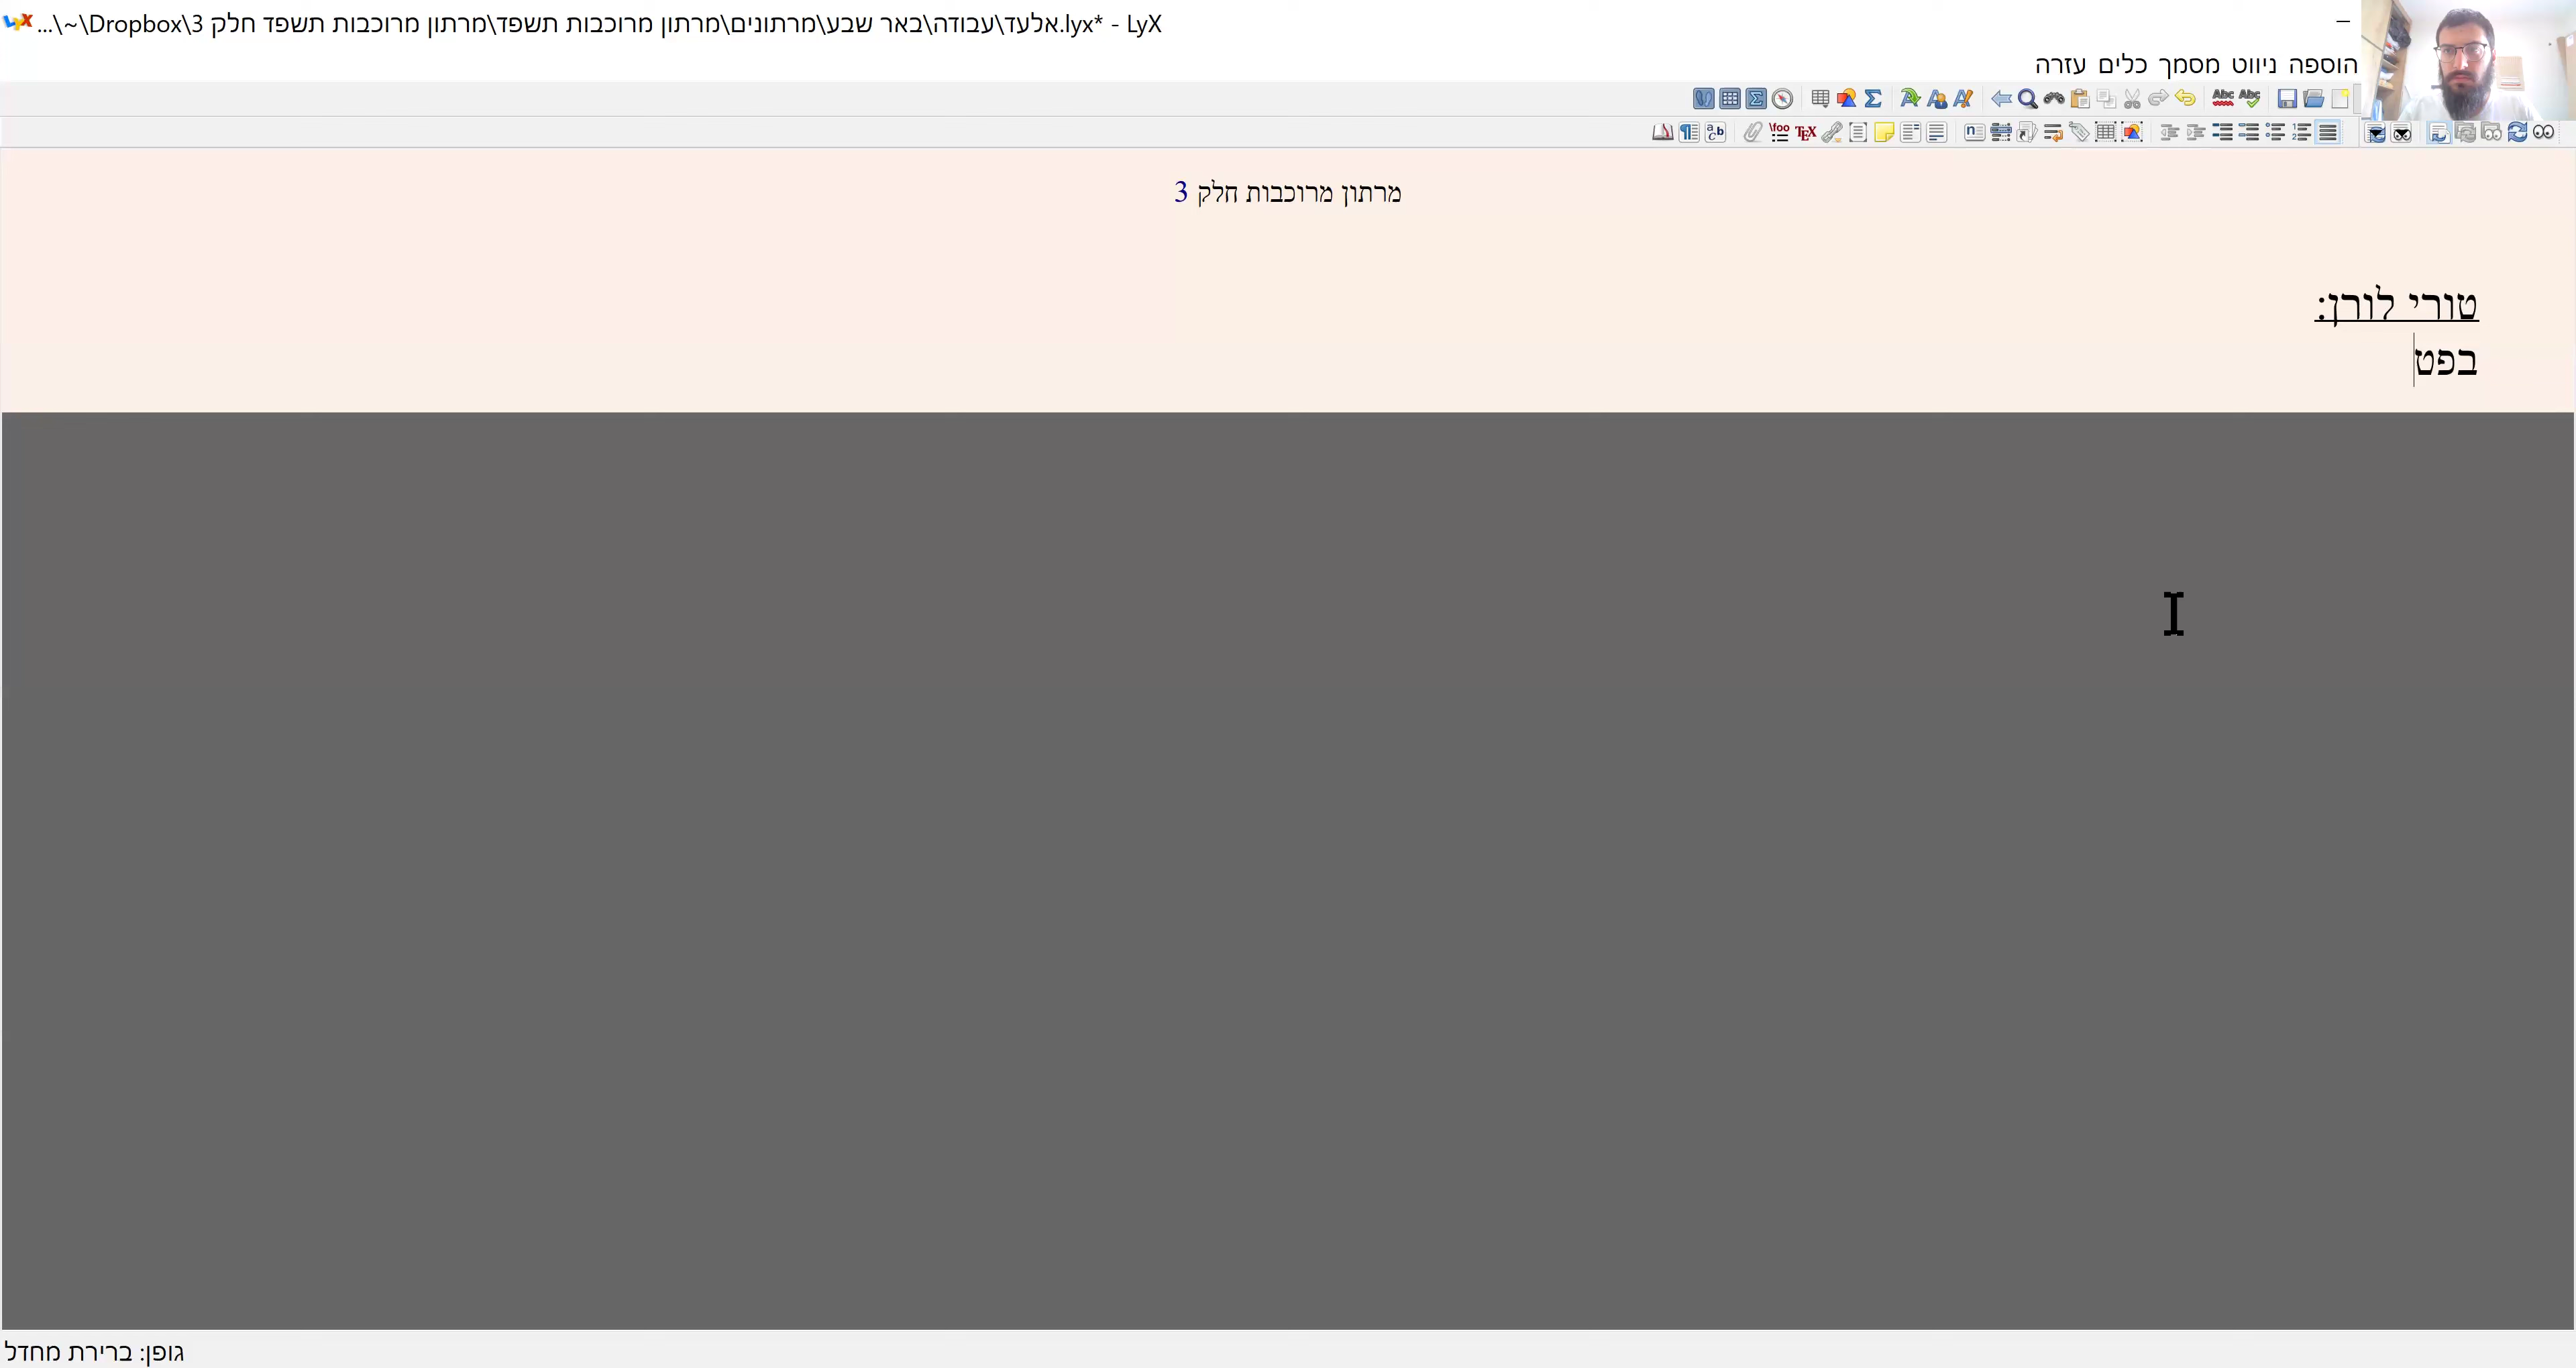 ...\~\Dropbox\אלעד\עבודה\באר שבע\מרתונים\מרתון מרוכבות תשפד\מרתון מרוכבות תשפד חלק 3.lyx* - LyX
הוספה ניווט מסמך כלים עזרה
מרתון מרוכבות חלק 3
טורי לורן:
בפט
גופן: ברירת מחדל